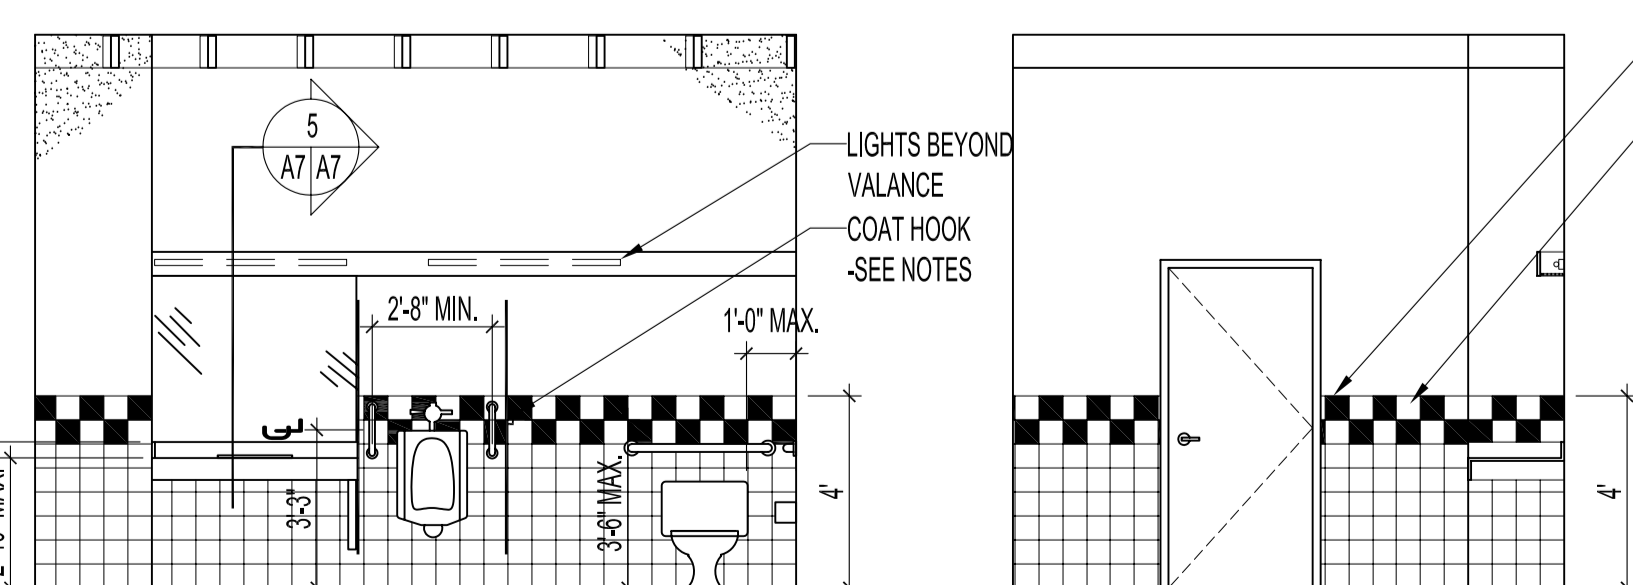 5
A7 A7
LIGHTS BEYOND
VALANCE
COAT HOOK
-SEE NOTES
2'-8" MIN.
1'-0" MAX.
3'-3"
3'-6" MAX.
4'
4'